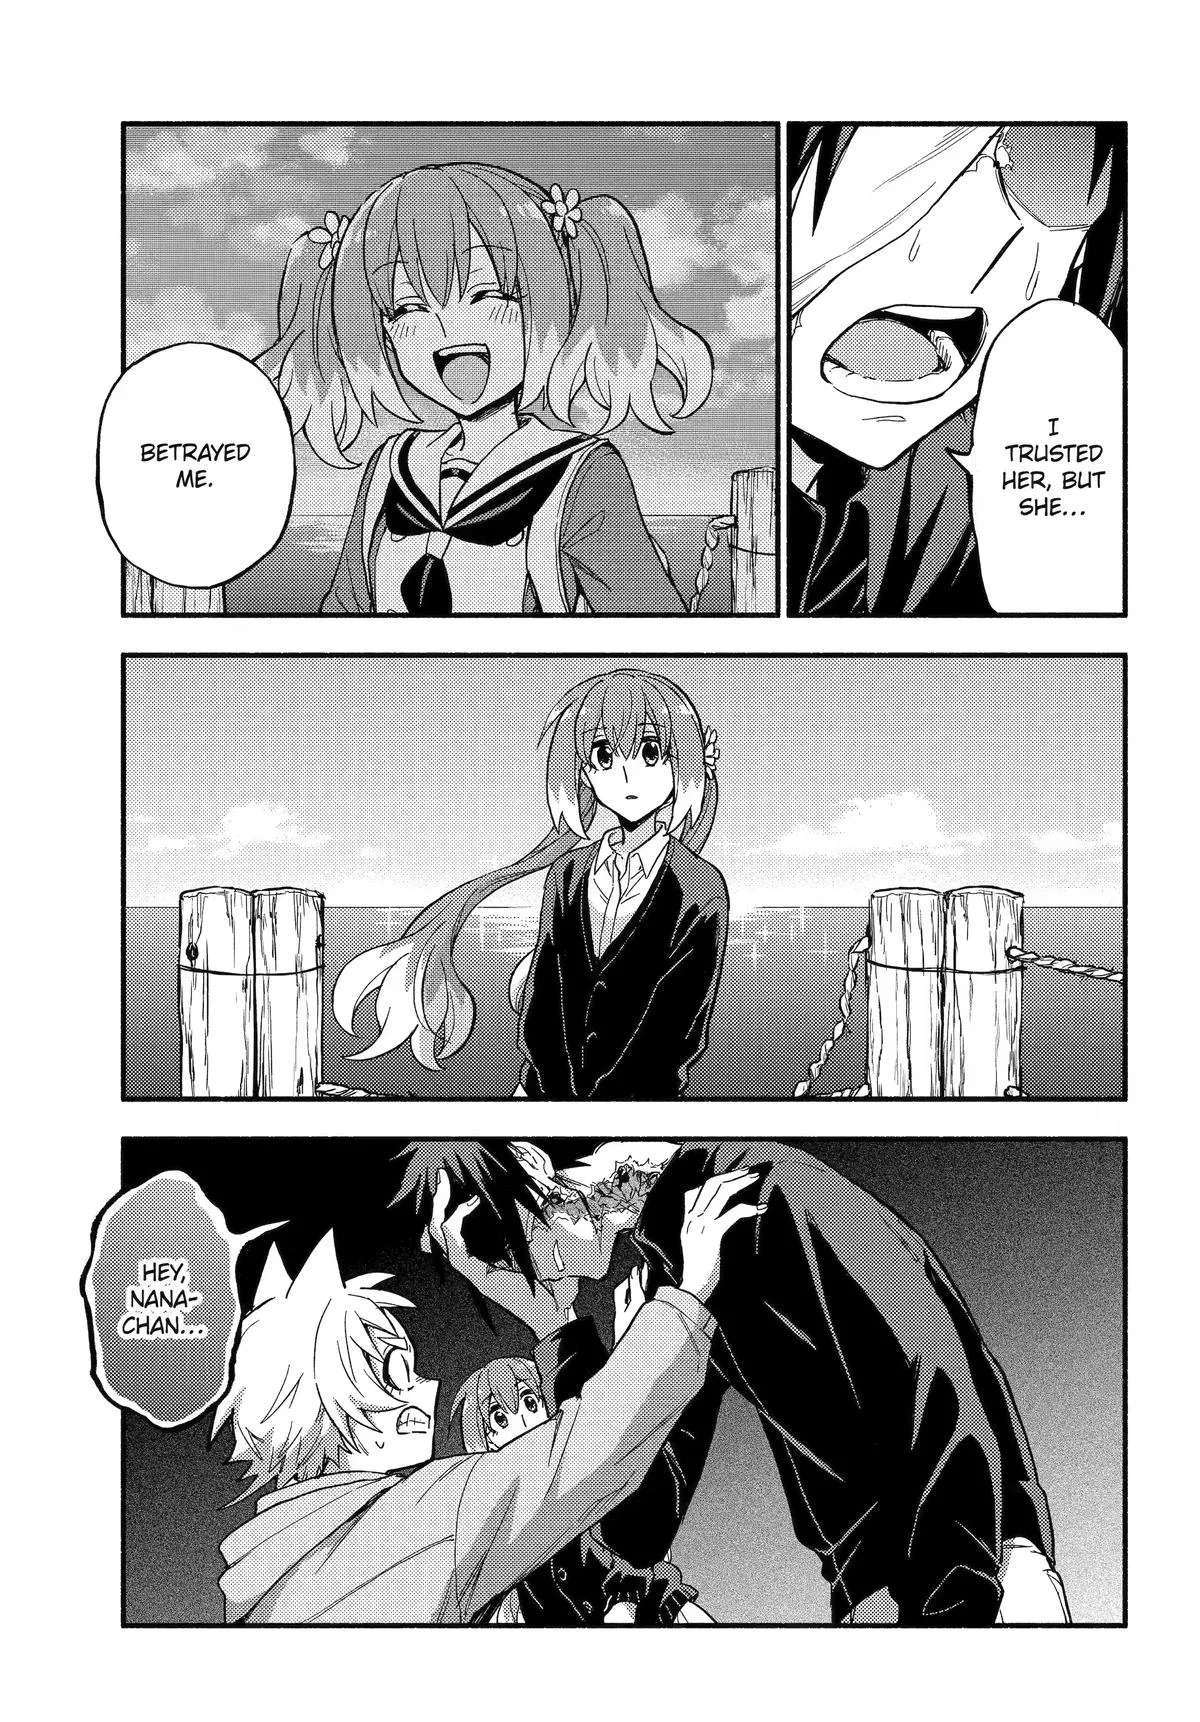 I
TRUSTED
HER, BUT
SHE...
BETRAYED
ME.
HEY,
NANA-
CHAN...